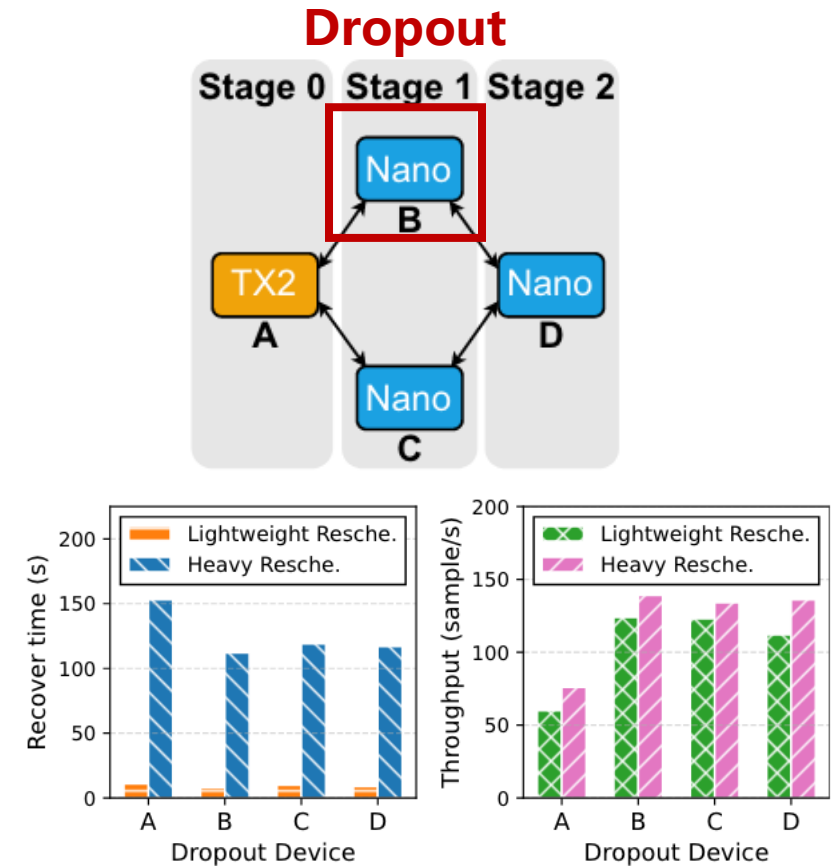 Dropout
Stage 0 Stage 1 Stage 2
Nano
B
TX2
A
Nano
D
Nano
C
Recover time (s)
200
150
100
50
0
Lightweight Resche.
Heavy Resche.
A B C D
Dropout Device
Throughput (sample/s)
200
150
100
50
0
Lightweight Resche.
Heavy Resche.
A B C D
Dropout Device